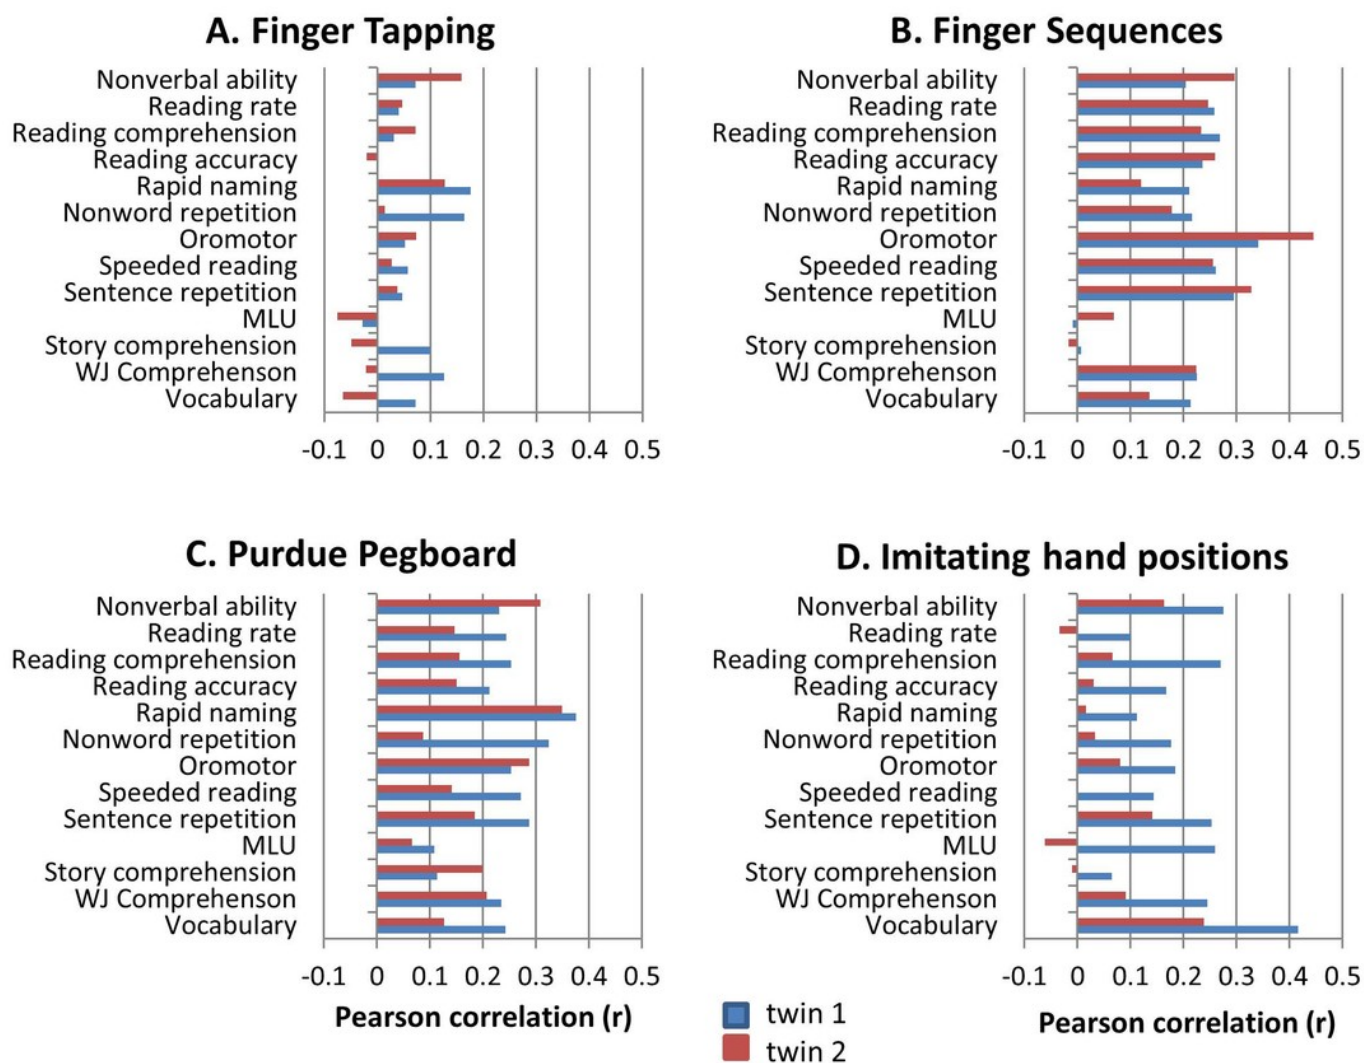 A. Finger Tapping
Nonverbal ability
Reading rate
Reading comprehension
Reading accuracy
Rapid naming
Nonword repetition
Oromotor
Speeded reading
Sentence repetition
MLU
Story comprehension
WJ Comprehenson
Vocabulary
-0.1 0 0.1 0.2 0.3 0.4 0.5
B. Finger Sequences
Nonverbal ability
Reading rate
Reading comprehension
Reading accuracy
Rapid naming
Nonword repetition
Oromotor
Speeded reading
Sentence repetition
MLU
Story comprehension
WJ Comprehenson
Vocabulary
-0.1 0 0.1 0.2 0.3 0.4 0.5
C. Purdue Pegboard
Nonverbal ability
Reading rate
Reading comprehension
Reading accuracy
Rapid naming
Nonword repetition
Oromotor
Speeded reading
Sentence repetition
MLU
Story comprehension
WJ Comprehenson
Vocabulary
-0.1 0 0.1 0.2 0.3 0.4 0.5
Pearson correlation (r)
D. Imitating hand positions
Nonverbal ability
Reading rate
Reading comprehension
Reading accuracy
Rapid naming
Nonword repetition
Oromotor
Speeded reading
Sentence repetition
MLU
Story comprehension
WJ Comprehenson
Vocabulary
-0.1 0 0.1 0.2 0.3 0.4 0.5
Pearson correlation (r)
twin 1
twin 2